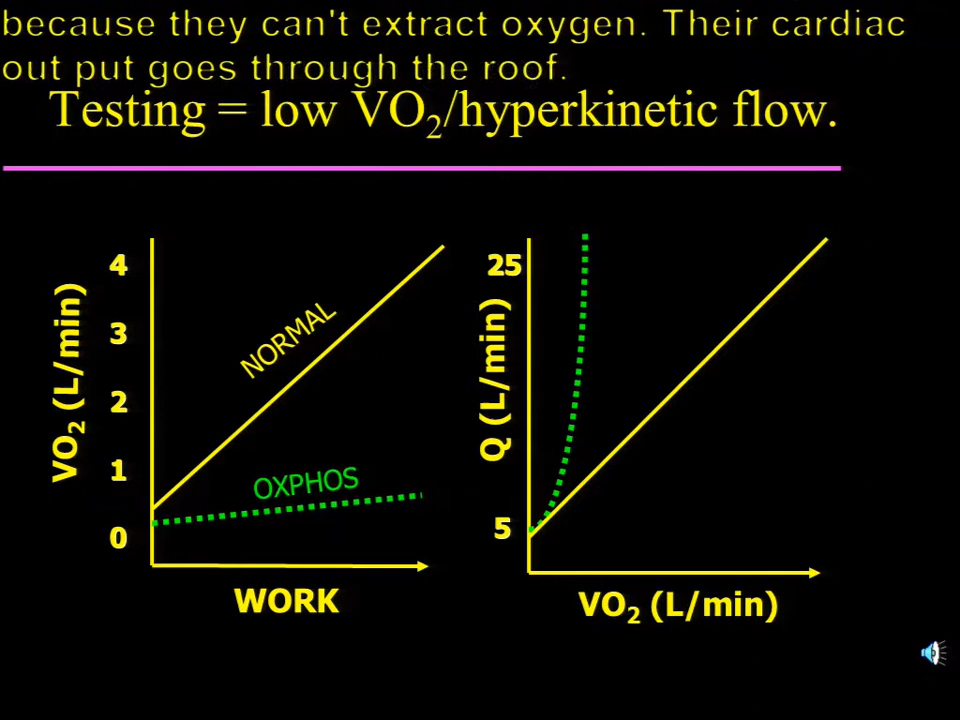 because they can't extract oxygen. Their cardiac
out put goes through the roof.
Testing = low VO₂/hyperkinetic flow.
4
3
2
1
0
VO₂ (L/min)
NORMAL
OXPHOS
WORK
25
5
Q (L/min)
VO₂ (L/min)